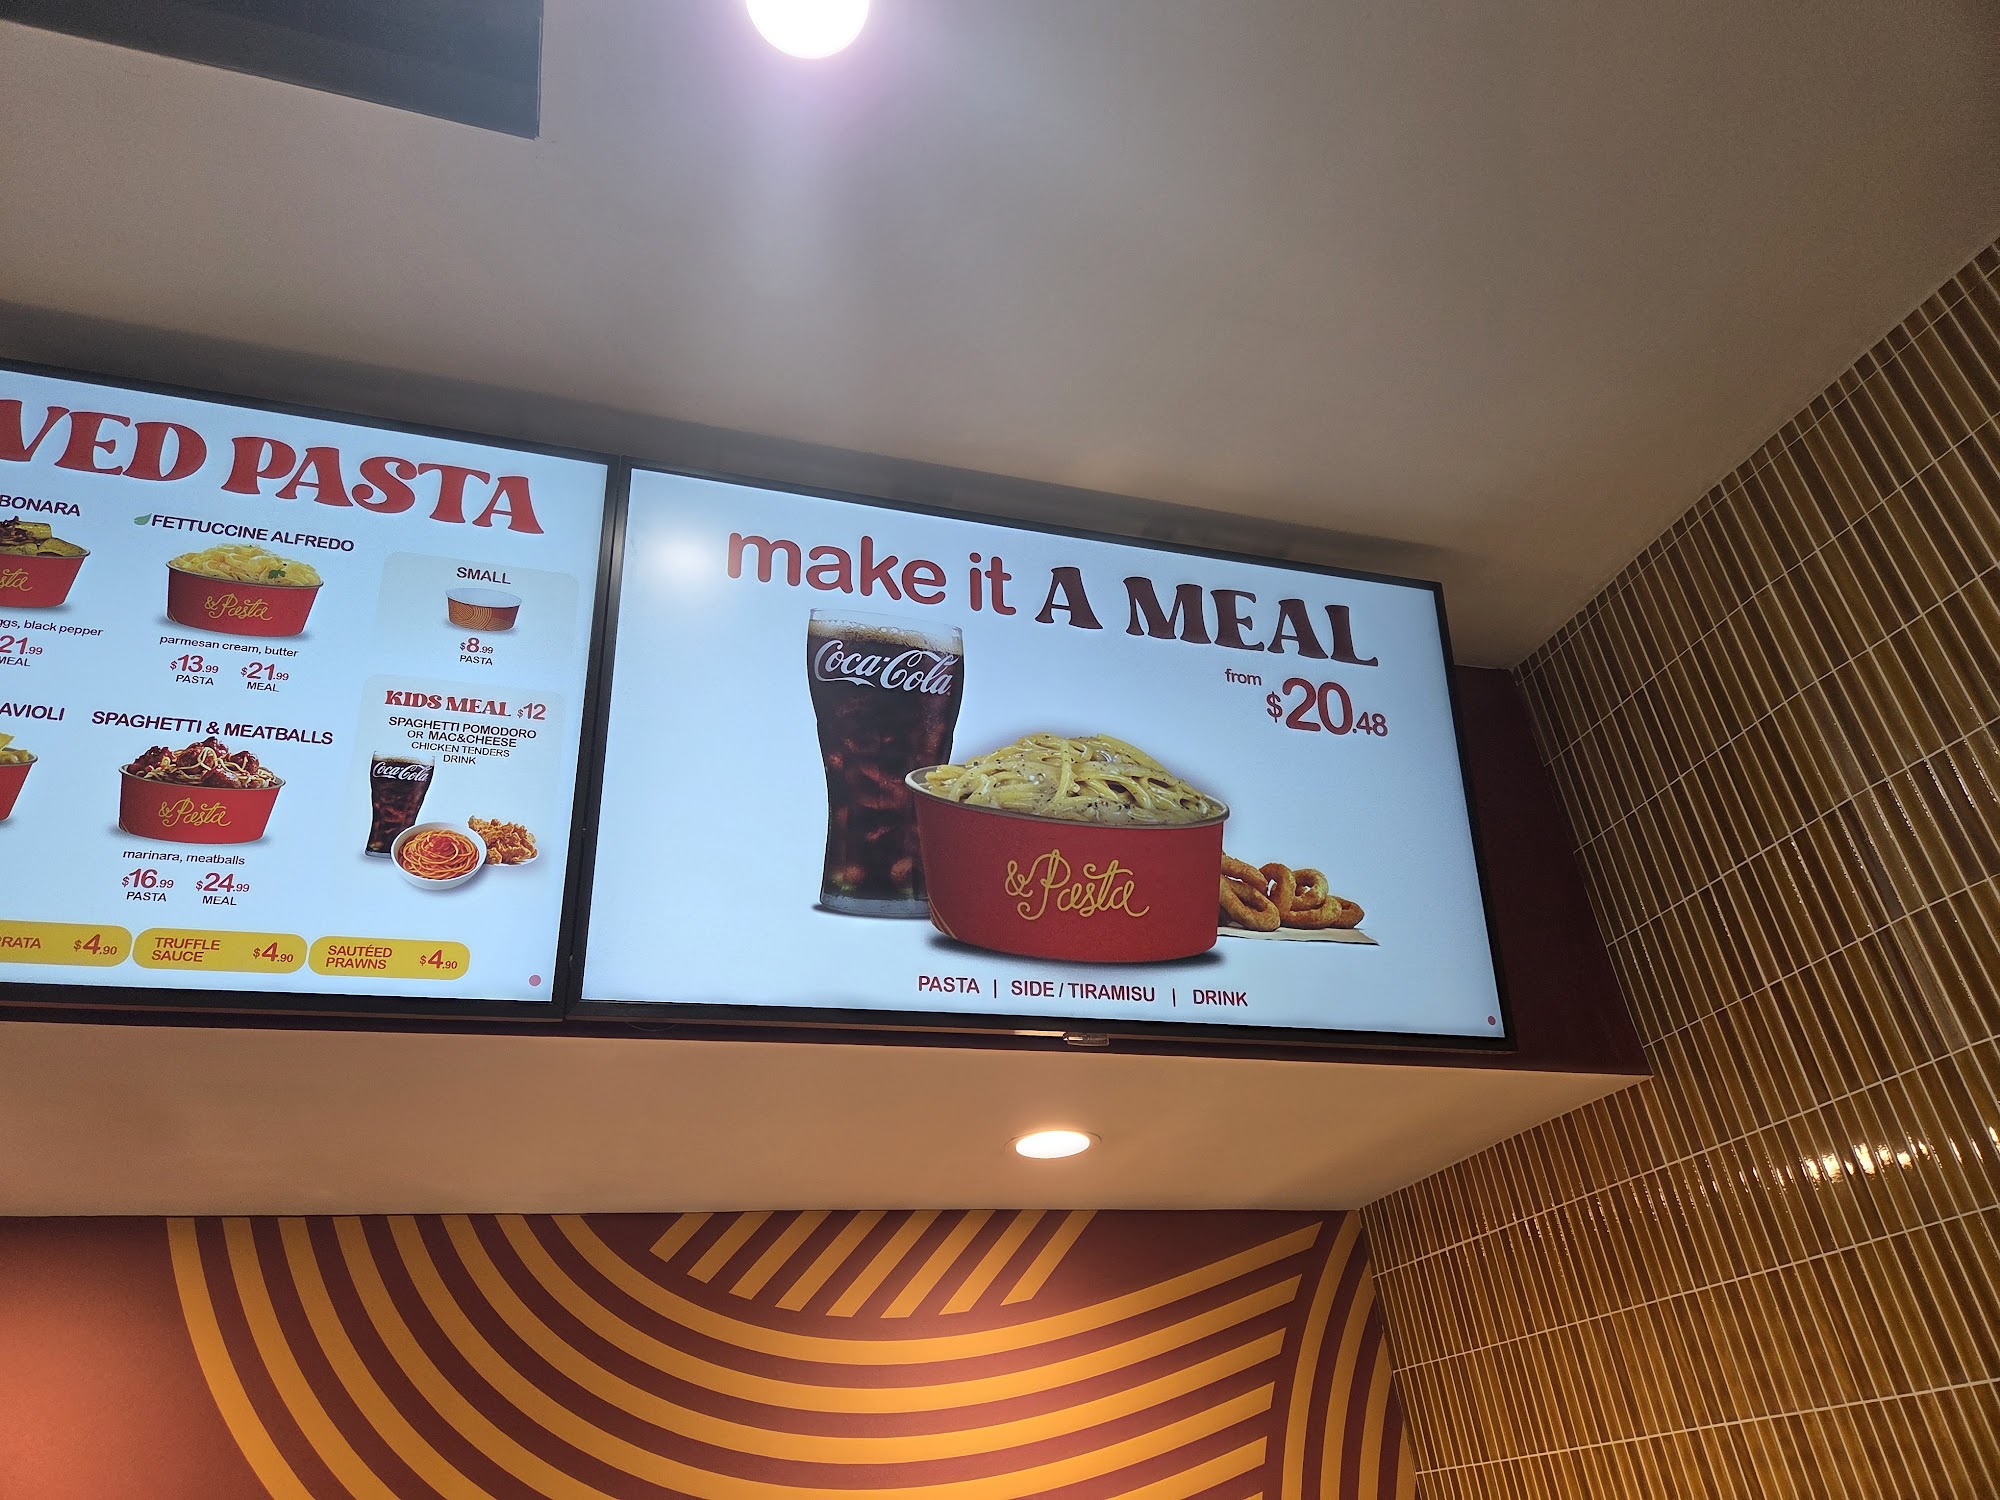 VED PASTA
BONARA
&Pasta
ggs, black pepper
21.99
MEAL
FETTUCCINE ALFREDO
&Pasta
parmesan cream, butter
$13.99 $21.99
PASTA MEAL
SMALL
$8.99
PASTA
AVIOLI
SPAGHETTI & MEATBALLS
&Pasta
marinara, meatballs
$16.99 $24.99
PASTA MEAL
KIDS MEAL $12
SPAGHETTI POMODORO
OR MAC&CHEESE
CHICKEN TENDERS
DRINK
Coca-Cola
RRATA $4.90
TRUFFLE
SAUCE $4.90
SAUTÉED
PRAWNS $4.90
make it A MEAL
from $20.48
Coca-Cola
&Pasta
PASTA | SIDE / TIRAMISU | DRINK